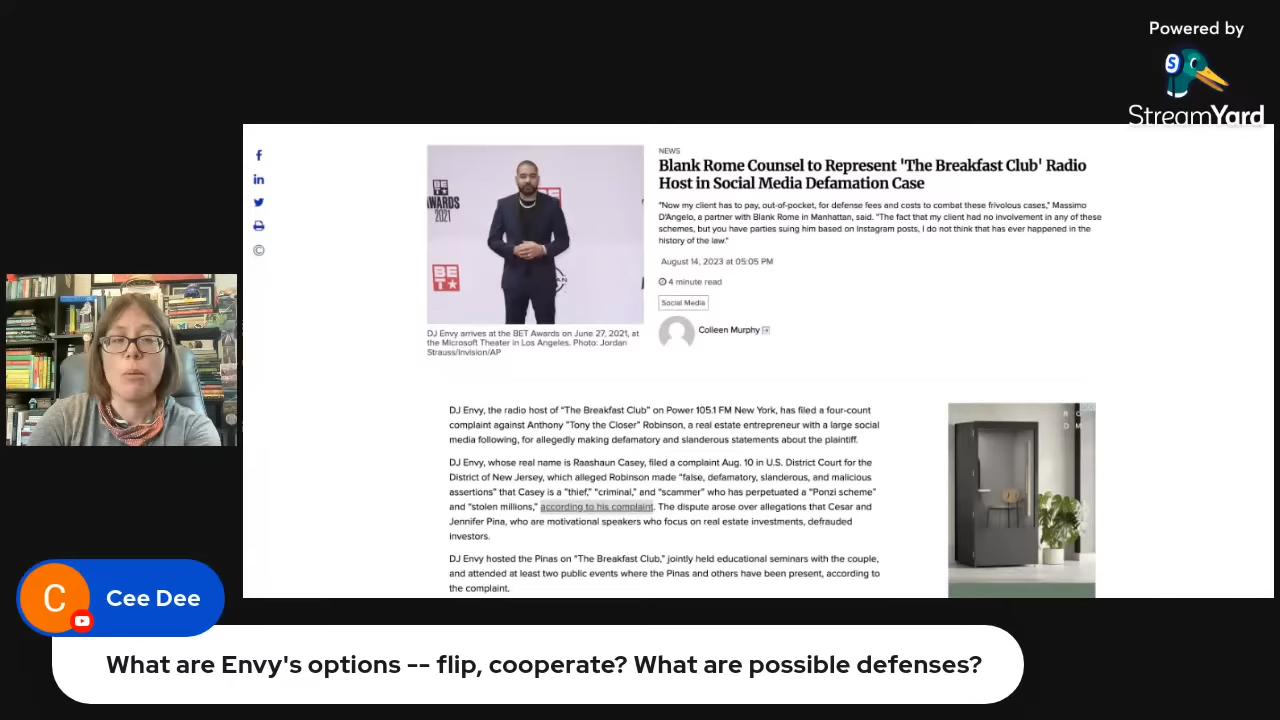 Powered by
StreamYard
NEWS
Blank Rome Counsel to Represent 'The Breakfast Club' Radio
Host in Social Media Defamation Case
"Now my client has to pay, out-of-pocket, for defense fees and costs to combat these frivolous cases," Massimo
D'Angelo, a partner with Blank Rome in Manhattan, said. "The fact that my client had no involvement in any of these
schemes, but you have parties suing him based on Instagram posts, I do not think that has ever happened in the
history of the law."
August 14, 2023 at 05:05 PM
4 minute read
Social Media
Colleen Murphy
BET
AWARDS
2021
BET
DJ Envy arrives at the BET Awards on June 27, 2021, at
the Microsoft Theater in Los Angeles. Photo: Jordan
Strauss/Invision/AP
DJ Envy, the radio host of "The Breakfast Club" on Power 105.1 FM New York, has filed a four-count
complaint against Anthony "Tony the Closer" Robinson, a real estate entrepreneur with a large social
media following, for allegedly making defamatory and slanderous statements about the plaintiff.
DJ Envy, whose real name is Raashaun Casey, filed a complaint Aug. 10 in U.S. District Court for the
District of New Jersey, which alleged Robinson made "false, defamatory, slanderous, and malicious
assertions" that Casey is a "thief," "criminal," and "scammer" who has perpetuated a "Ponzi scheme"
and "stolen millions," according to his complaint. The dispute arose over allegations that Cesar and
Jennifer Pina, who are motivational speakers who focus on real estate investments, defrauded
investors.
DJ Envy hosted the Pinas on "The Breakfast Club," jointly held educational seminars with the couple,
and attended at least two public events where the Pinas and others have been present, according to
the complaint.
C
Cee Dee
What are Envy's options -- flip, cooperate? What are possible defenses?